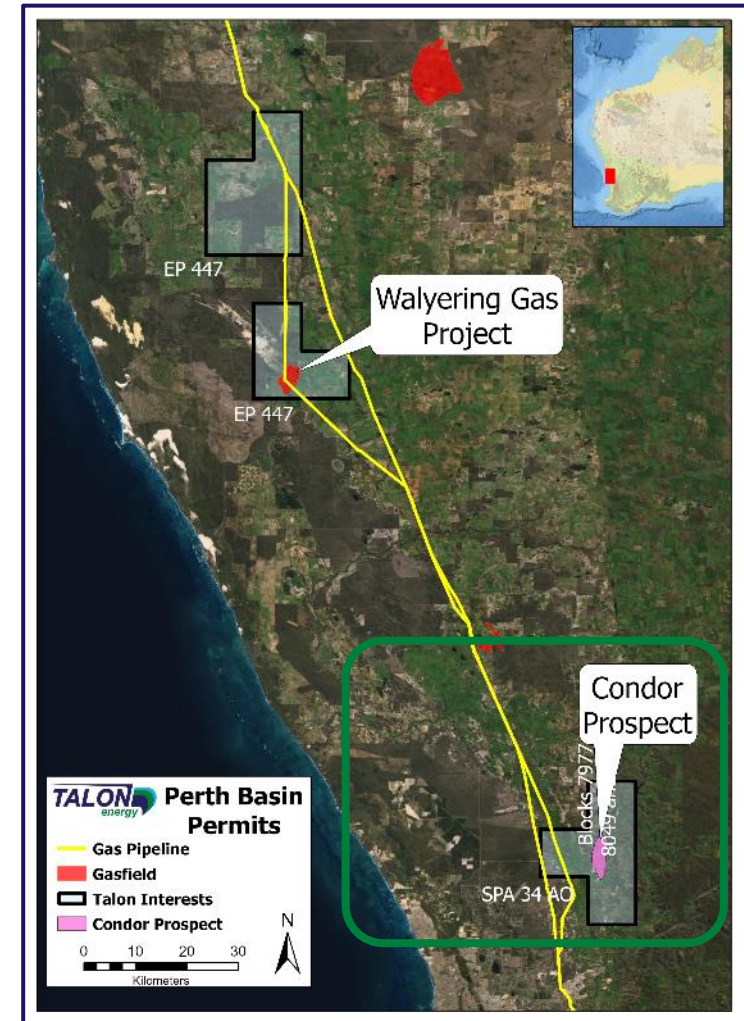 EP 447
Walyering Gas
Project
EP 447
Condor
Prospect
Blocks 7977
8049
SPA 34 AO
TALON
energy
Perth Basin
Permits
Gas Pipeline
Gasfield
Talon Interests
Condor Prospect
N
0 10 20 30
Kilometers